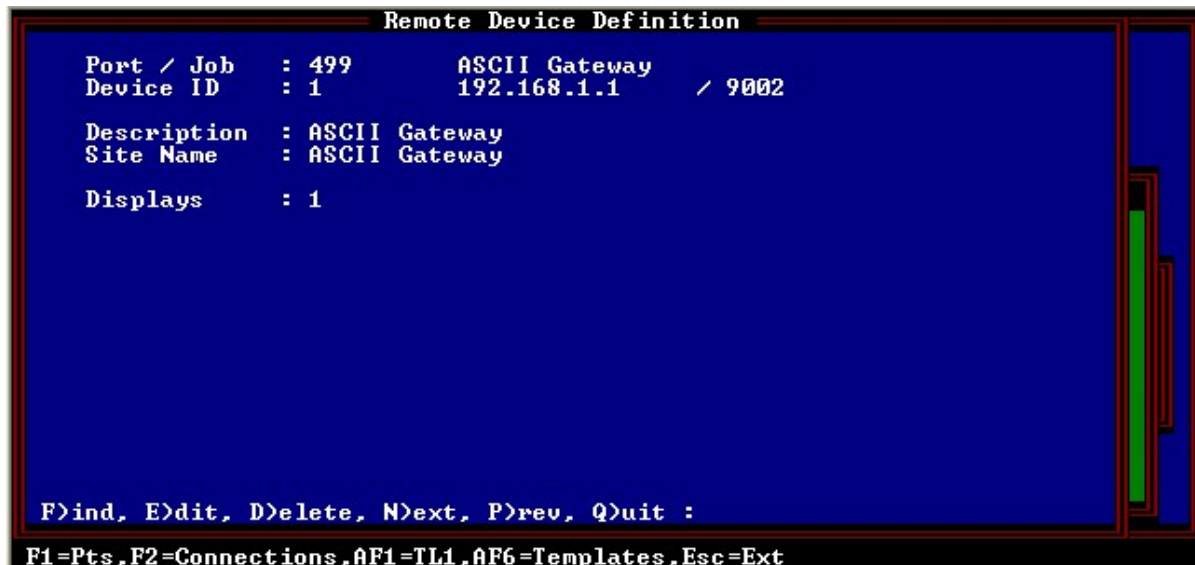 Remote Device Definition
Port / Job : 499 ASCII Gateway
Device ID : 1 192.168.1.1 / 9002
Description : ASCII Gateway
Site Name : ASCII Gateway
Displays : 1
F)ind, E)dit, D)elete, N)ext, P)rev, Q)uit :
F1=Pts,F2=Connections,AF1=TL1,AF6=Templates,Esc=Ext